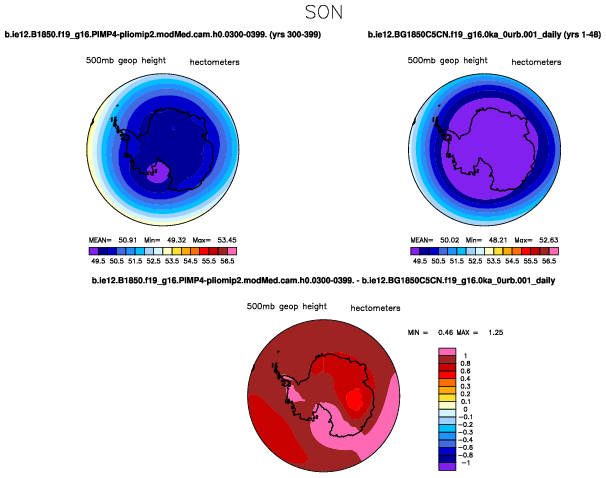 SON
b.ie12.B1850.f19_g16.PIMP4-pliomip2.modMed.cam.h0.0300-0399. (yrs 300-399)
b.ie12.BG1850C5CN.f19_g16.0ka_0urb.001_daily (yrs 1-48)
500mb geop height hectometers
500mb geop height hectometers
MEAN= 50.91 Min= 49.32 Max= 53.45
MEAN= 50.02 Min= 48.21 Max= 52.63
49.5 50.5 51.5 52.5 53.5 54.5 55.5 56.5
49.5 50.5 51.5 52.5 53.5 54.5 55.5 56.5
b.ie12.B1850.f19_g16.PIMP4-pliomip2.modMed.cam.h0.0300-0399. - b.ie12.BG1850C5CN.f19_g16.0ka_0urb.001_daily
500mb geop height hectometers
MIN = 0.46 MAX = 1.25
1
0.8
0.6
0.4
0.3
0.2
0.1
0
-0.1
-0.2
-0.3
-0.4
-0.6
-0.8
-1